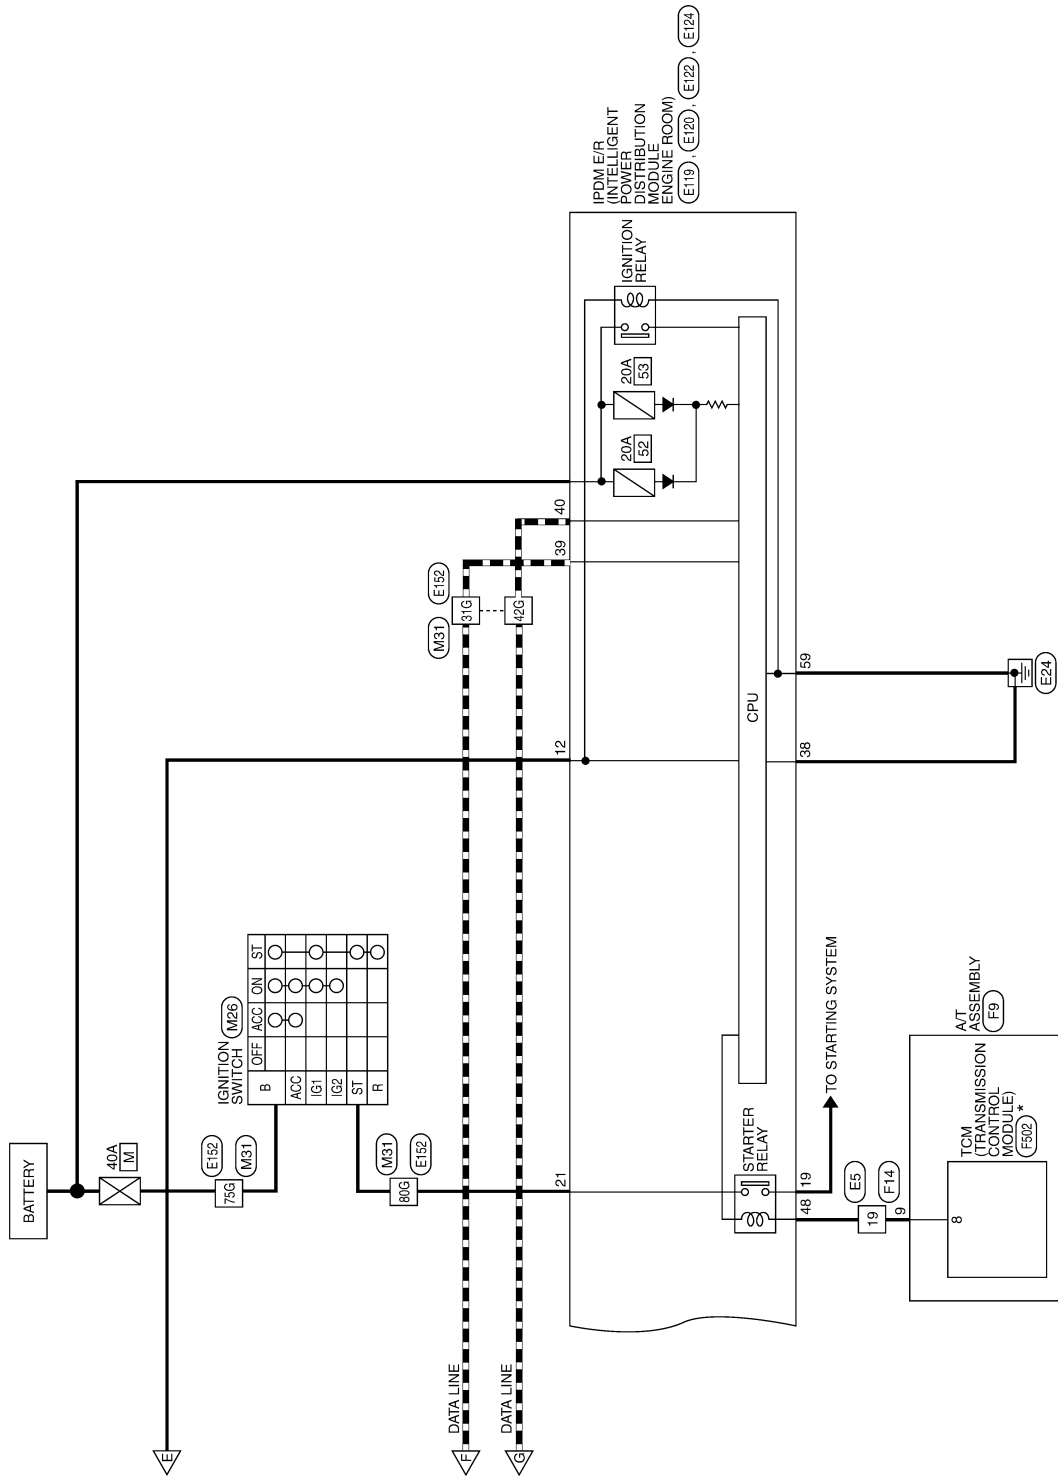 BATTERY
40A
M
75G
E152
M31
IGNITION
SWITCH
M26
OFF
ACC
ON
ST
B
ACC
IG1
IG2
ST
R
80G
M31
E152
E
DATA LINE
F
DATA LINE
G
M31
E152
31G
42G
21
12
39
40
IPDM E/R
(INTELLIGENT
POWER
DISTRIBUTION
MODULE
ENGINE ROOM)
E119 , E120 , E122 , E124
20A
52
20A
53
IGNITION
RELAY
STARTER
RELAY
CPU
48
19
38
59
TO STARTING SYSTEM
E5
F14
19
9
A/T
ASSEMBLY
F9
TCM
(TRANSMISSION
CONTROL
MODULE)
F502 *
8
E24